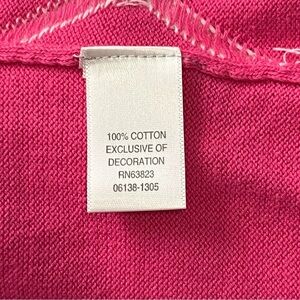 100% COTTON
EXCLUSIVE OF
DECORATION
RN63823
06138-1305